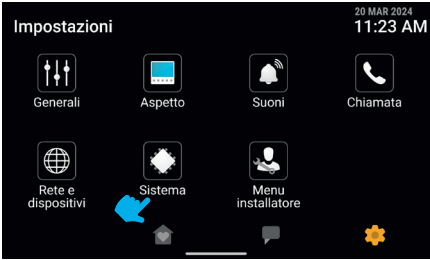 20 MAR 2024
Impostazioni
11:23 AM
Generali
Aspetto
Suoni
Chiamata
Rete e
dispositivi
Sistema
Menu
installatore